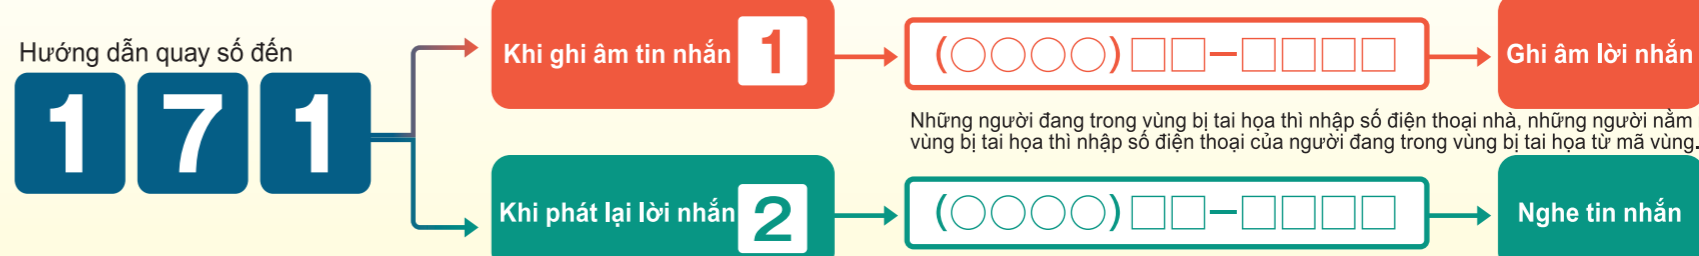 Hướng dẫn quay số đến
171
Khi ghi âm tin nhắn 1
(○○○○)□□−□□□□
Ghi âm lời nhắn
Những người đang trong vùng bị tai họa thì nhập số điện thoại nhà, những người nằm
vùng bị tai họa thì nhập số điện thoại của người đang trong vùng bị tai họa từ mã vùng.
Khi phát lại lời nhắn 2
(○○○○)□□−□□□□
Nghe tin nhắn